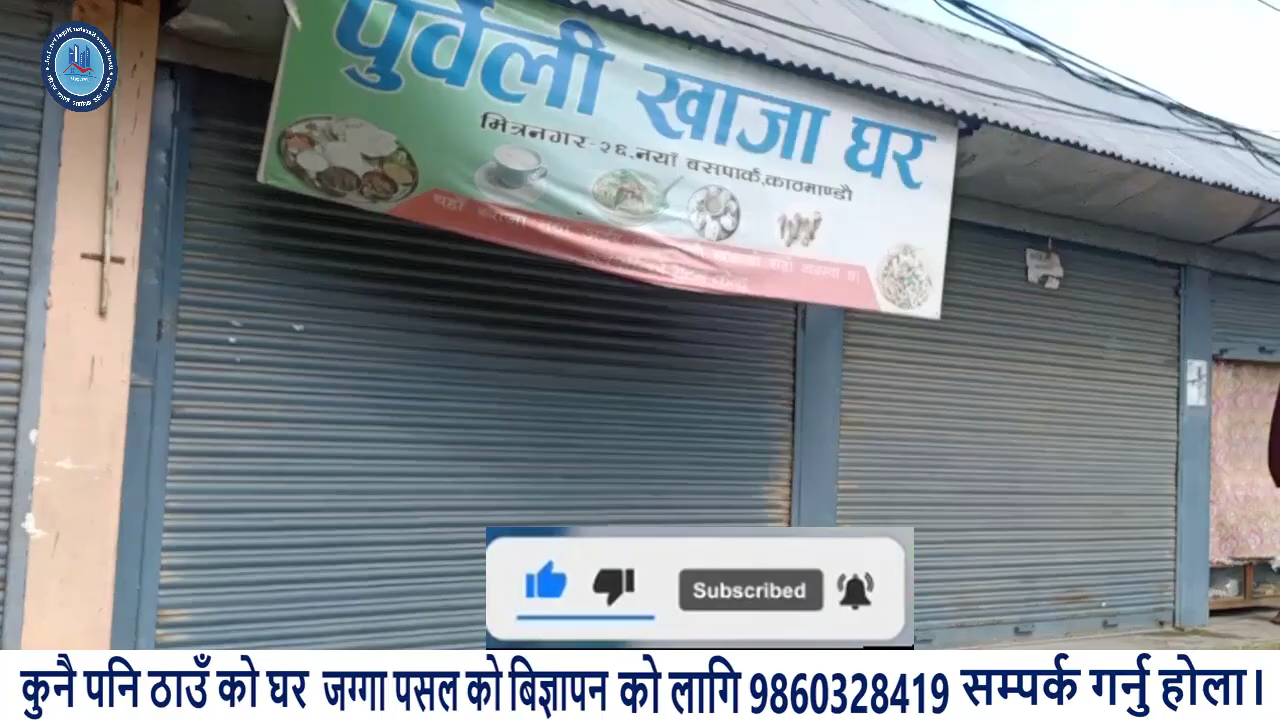 पुर्वेली खाजा घर
मित्रनगर-२६,नयाँ बसपार्क,काठमाण्डौ
Subscribed
कुनै पनि ठाउँ को घर जग्गा पसल को बिज्ञापन को लागि 9860328419 सम्पर्क गर्नु होला।